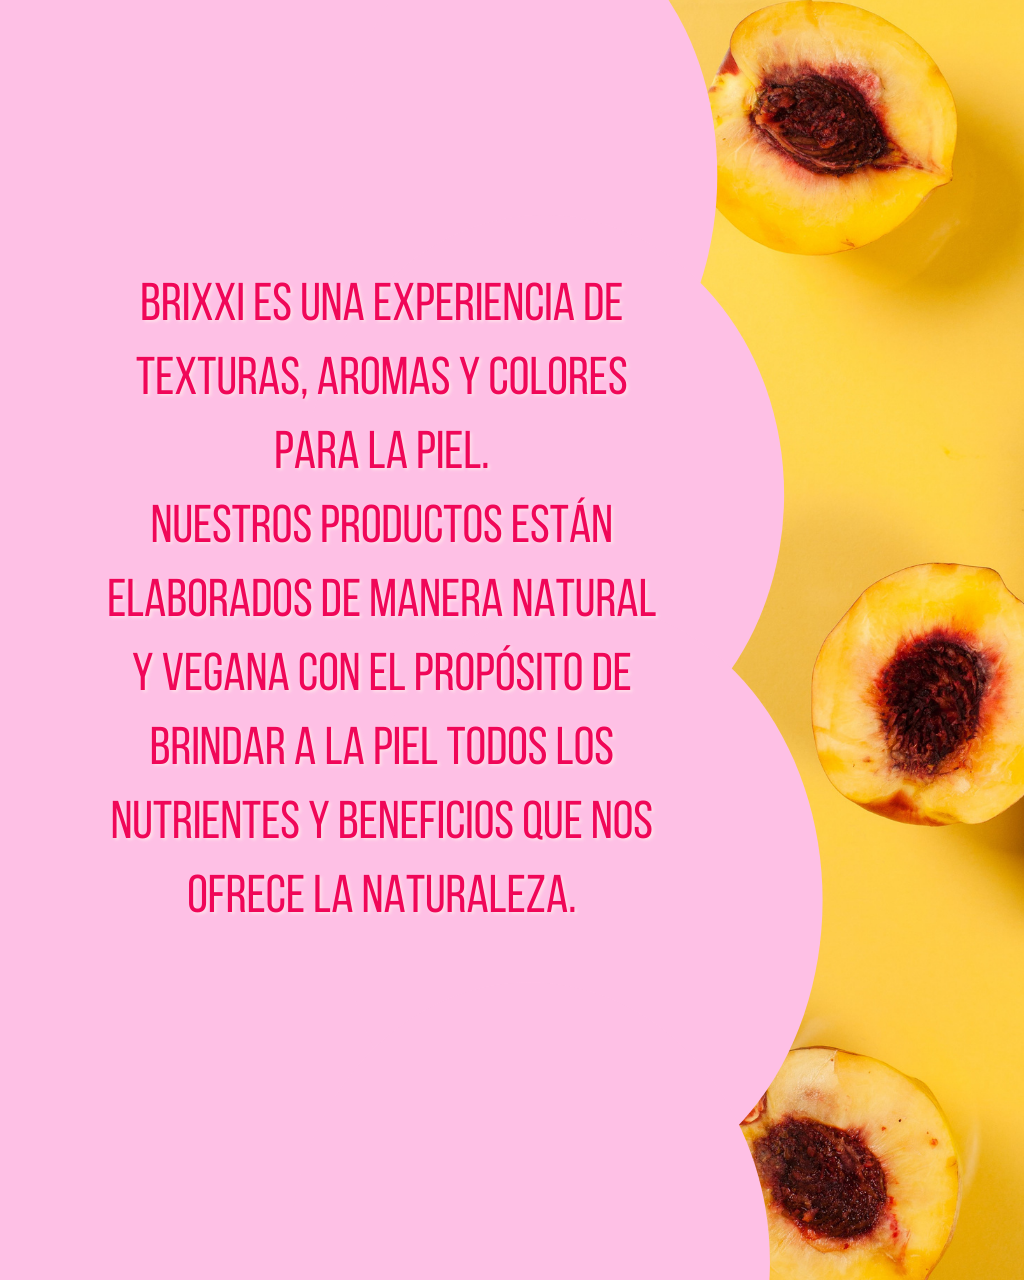 BRIXXI ES UNA EXPERIENCIA DE
TEXTURAS, AROMAS Y COLORES
PARA LA PIEL.
NUESTROS PRODUCTOS ESTÁN
ELABORADOS DE MANERA NATURAL
Y VEGANA CON EL PROPÓSITO DE
BRINDAR A LA PIEL TODOS LOS
NUTRIENTES Y BENEFICIOS QUE NOS
OFRECE LA NATURALEZA.